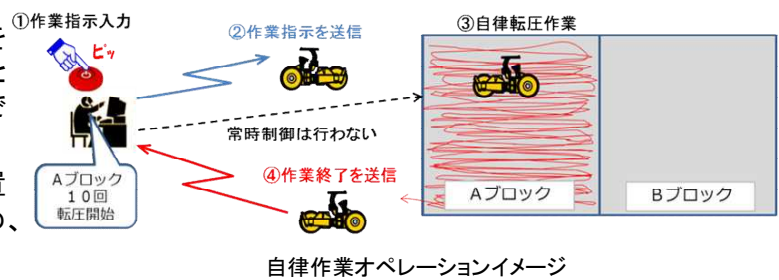 ①作業指示入力
ピッ
②作業指示を送信
③自律転圧作業
常時制御は行わない
Aブロック
10回
転圧開始
④作業終了を送信
Aブロック
Bブロック
自律作業オペレーションイメージ